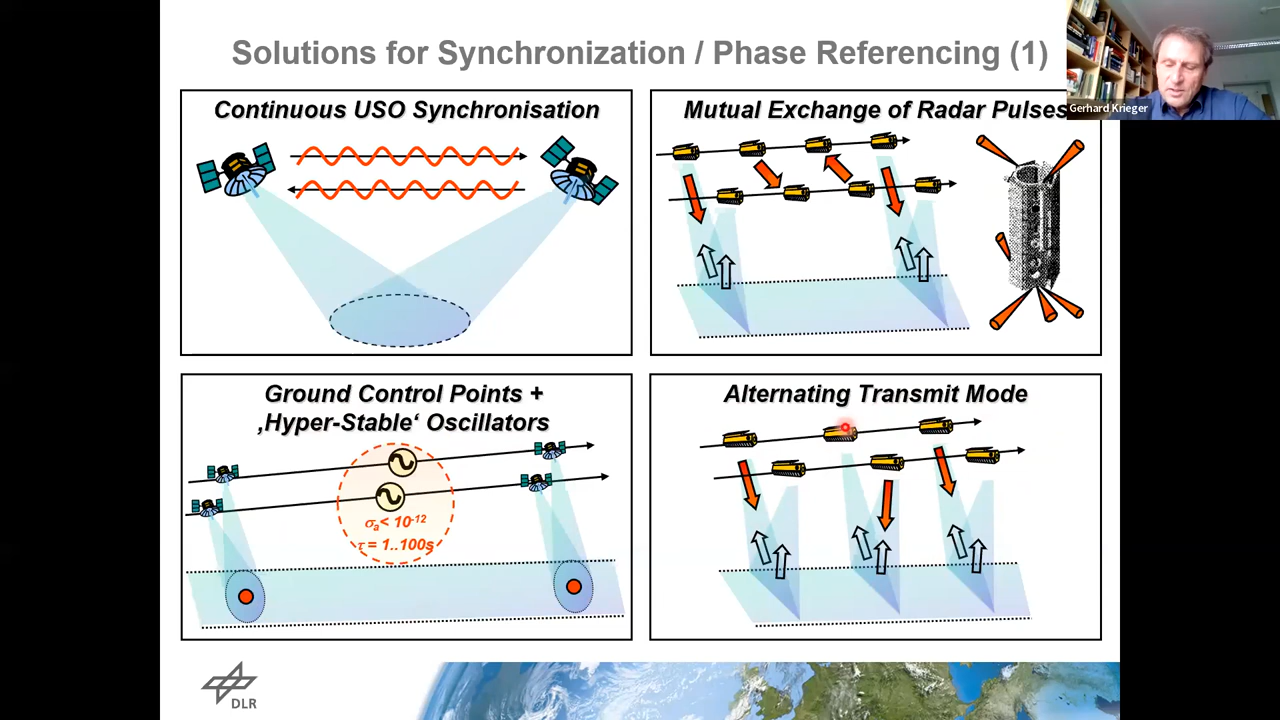 Solutions for Synchronization / Phase Referencing (1)
Gerhard Krieger
Continuous USO Synchronisation
Mutual Exchange of Radar Pulses
Ground Control Points +
‚Hyper-Stable‘ Oscillators
σa< 10-12
τ = 1..100s
Alternating Transmit Mode
DLR